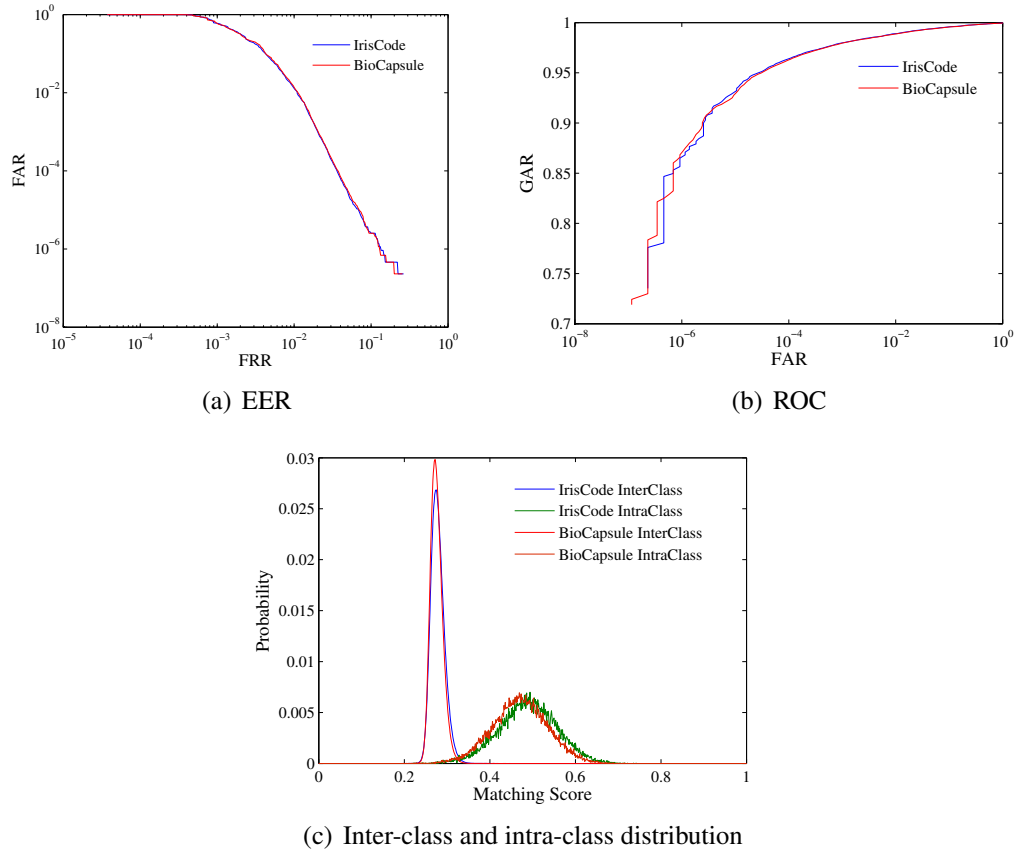 10^0
10^-2
10^-4
10^-6
10^-8
FAR
IrisCode
BioCapsule
10^-5 10^-4 10^-3 10^-2 10^-1 10^0
FRR
(a) EER
1
0.95
0.9
0.85
0.8
0.75
0.7
GAR
IrisCode
BioCapsule
10^-8 10^-6 10^-4 10^-2 10^0
FAR
(b) ROC
0.03
0.025
0.02
0.015
0.01
0.005
0
Probability
IrisCode InterClass
IrisCode IntraClass
BioCapsule InterClass
BioCapsule IntraClass
0 0.2 0.4 0.6 0.8 1
Matching Score
(c) Inter-class and intra-class distribution